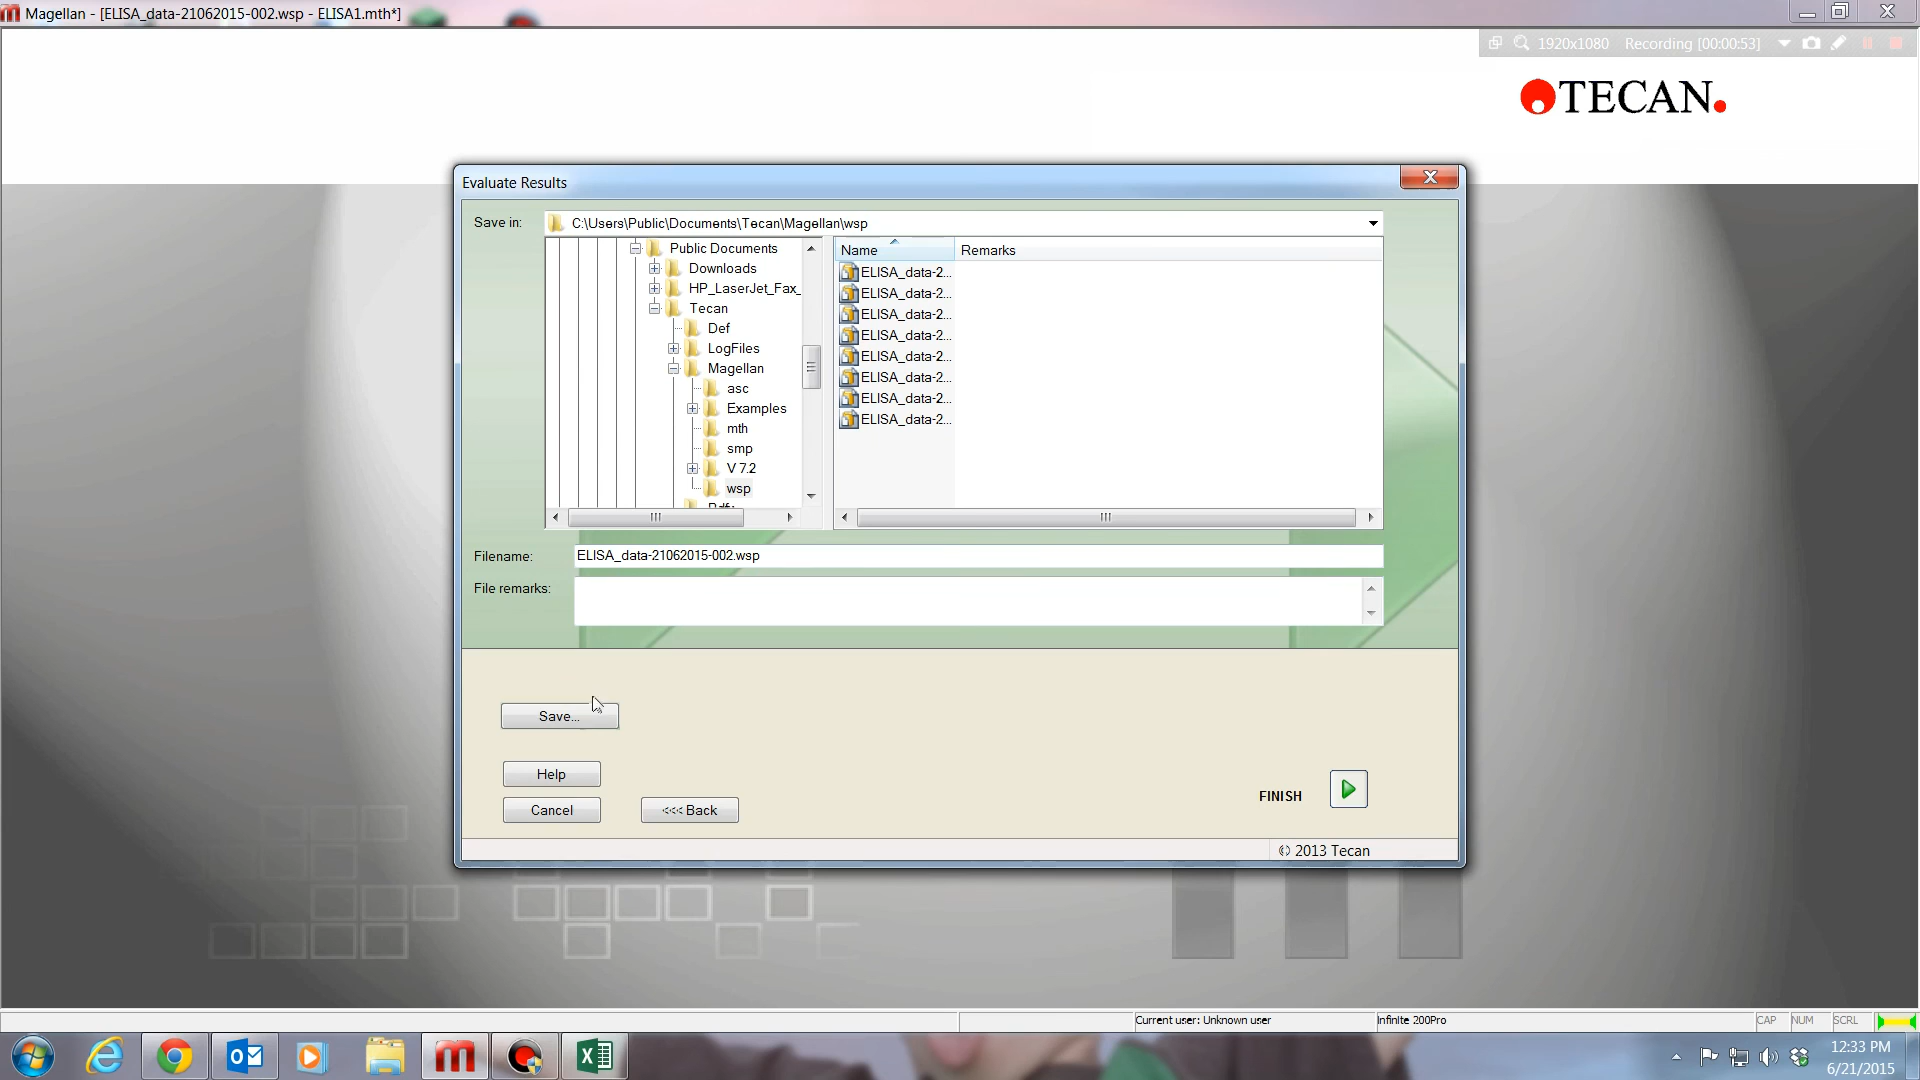 Magellan - [ELISA_data-21062015-002.wsp - ELISA1.mth*]
1920x1080 Recording [00:00:53]
TECAN.
Evaluate Results
Save in: C:\Users\Public\Documents\Tecan\Magellan\wsp
Public Documents
Downloads
HP_LaserJet_Fax_
Tecan
Def
LogFiles
Magellan
asc
Examples
mth
smp
V 7.2
wsp
Name Remarks
ELISA_data-2...
ELISA_data-2...
ELISA_data-2...
ELISA_data-2...
ELISA_data-2...
ELISA_data-2...
ELISA_data-2...
ELISA_data-2...
Filename: ELISA_data-21062015-002.wsp
File remarks:
Save...
Help
Cancel
<<< Back
FINISH
© 2013 Tecan
Current user: Unknown user
Infinite 200Pro
CAP NUM SCRL
12:33 PM
6/21/2015